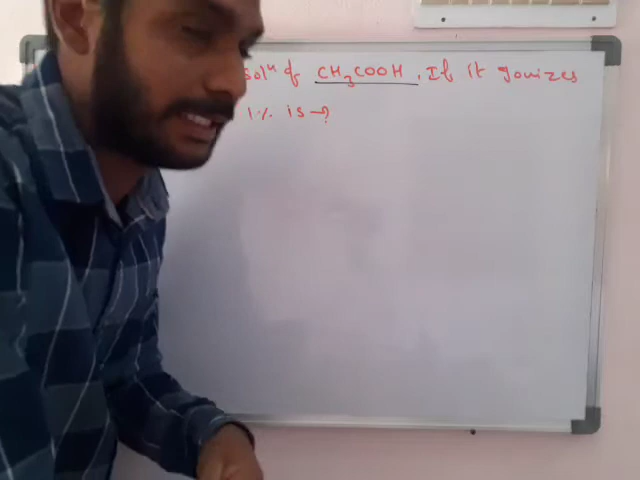 solⁿ of CH₃COOH, If it Ionizes
1% is →?